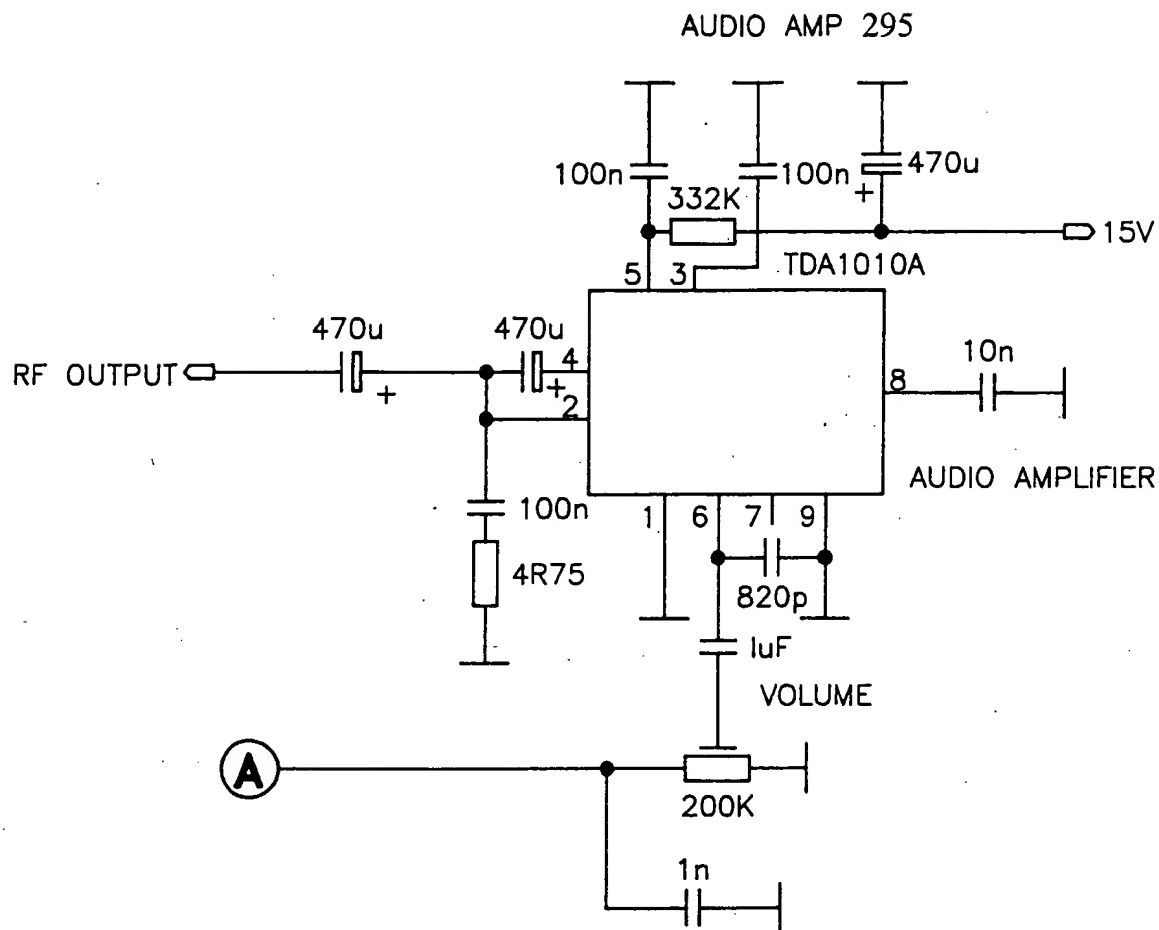 AUDIO AMP 295
100n
100n
470u
+
332K
15V
5
3
TDA1010A
470u
470u
10n
RF OUTPUT
+
+
4
8
2
AUDIO AMPLIFIER
100n
1
6
7
9
4R75
820p
1uF
VOLUME
A
200K
1n